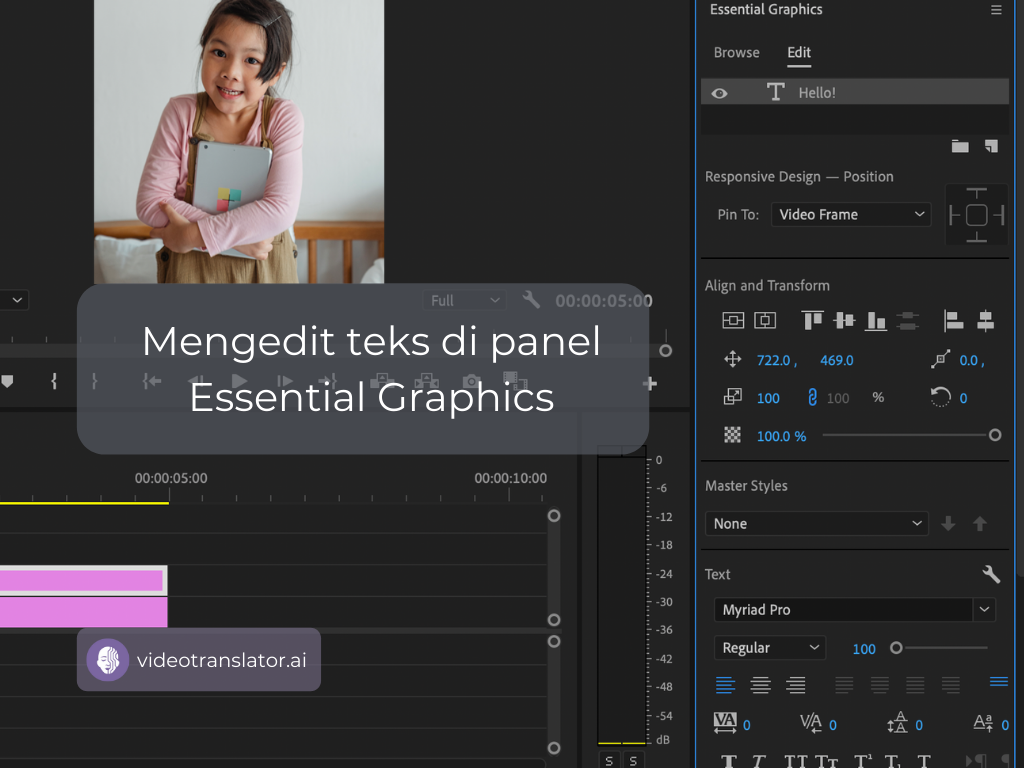 Essential Graphics
Browse Edit
Hello!
Responsive Design — Position
Pin To: Video Frame
Align and Transform
722.0 , 469.0 0.0 ,
100 100 % 0
100.0 %
Master Styles
None
Text
Myriad Pro
Regular 100
0 0 0 0
Full 00:00:05:00
Mengedit teks di panel
Essential Graphics
00:00:05:00 00:00:10:00
0
-6
-12
-18
-24
-30
-36
-42
-48
-54
dB
S S
videotranslator.ai